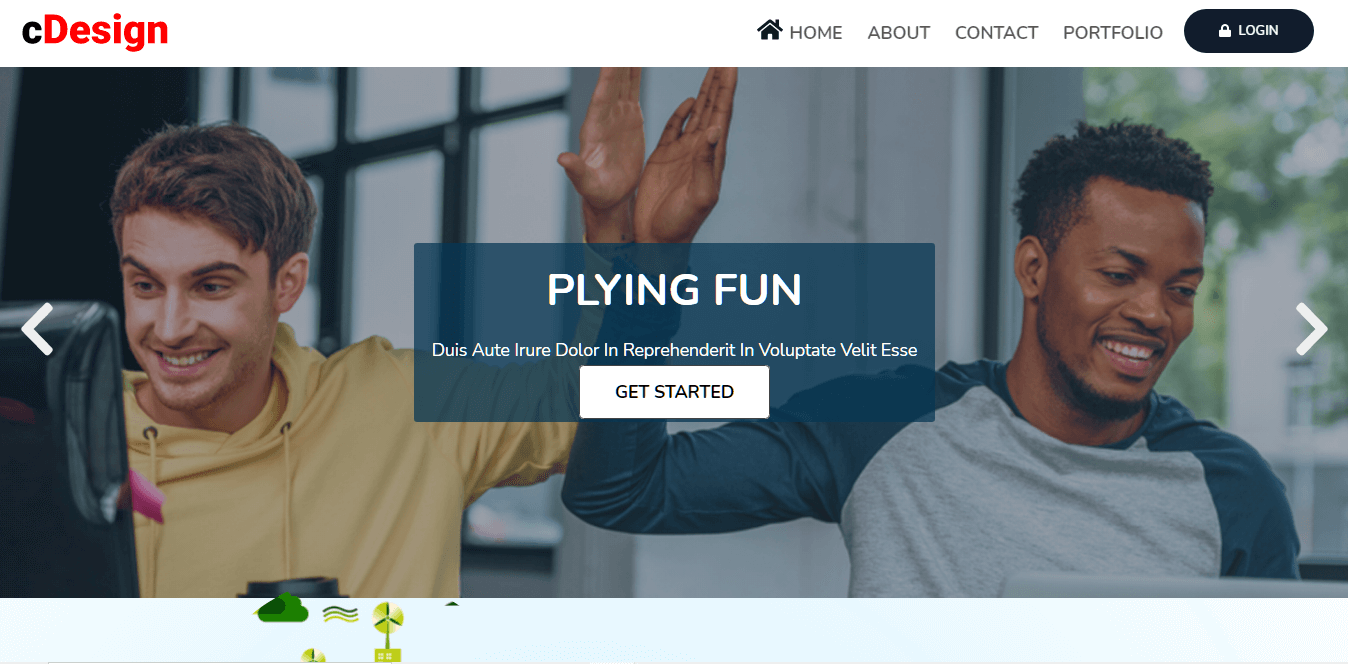 cDesign
HOME ABOUT CONTACT PORTFOLIO LOGIN
PLYING FUN
Duis Aute Irure Dolor In Reprehenderit In Voluptate Velit Esse
GET STARTED